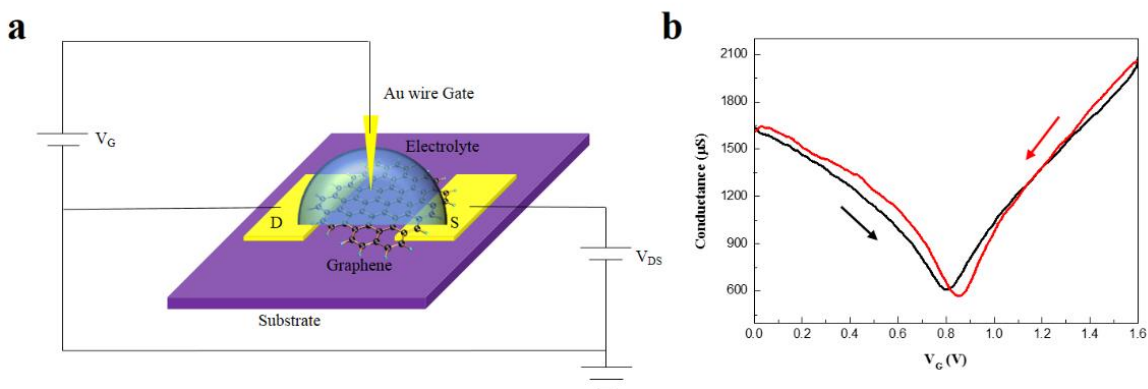 a
Au wire Gate
V_G
Electrolyte
D
S
Graphene
V_DS
Substrate
b
2100
1800
1500
1200
900
600
Conductance (µS)
0.0 0.2 0.4 0.6 0.8 1.0 1.2 1.4 1.6
V_G (V)